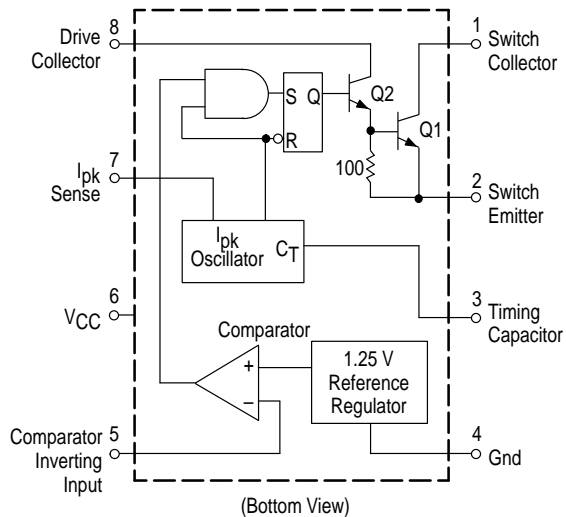 8
Drive
Collector
1
Switch
Collector
S
Q
Q2
R
Q1
100
7
Ipk
Sense
2
Switch
Emitter
Ipk
Oscillator
CT
6
VCC
3
Timing
Capacitor
Comparator
+
–
1.25 V
Reference
Regulator
5
Comparator
Inverting
Input
4
Gnd
(Bottom View)